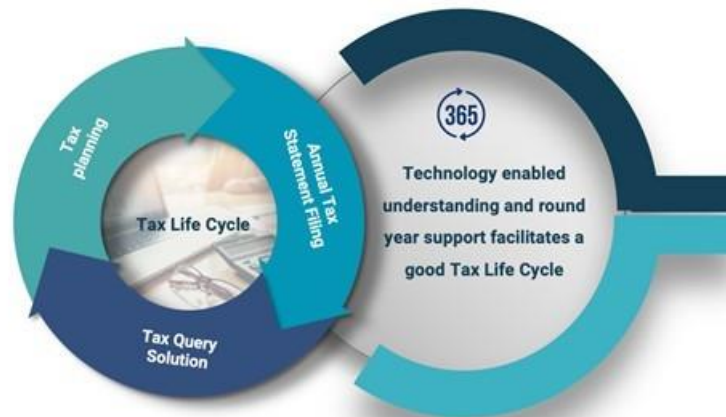 Tax
planning
Annual Tax
Statement Filing
Tax Life Cycle
Tax Query
Solution
365
Technology enabled
understanding and round
year support facilitates a
good Tax Life Cycle